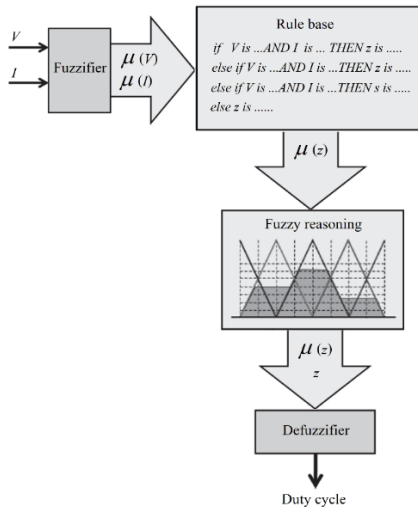 V
I
Fuzzifier
μ (V)
μ (I)
Rule base
if V is ...AND I is ... THEN z is .....
else if V is ...AND I is ...THEN z is .....
else if V is ...AND I is ...THEN s is .....
else z is ......
μ (z)
Fuzzy reasoning
μ (z)
z
Defuzzifier
Duty cycle